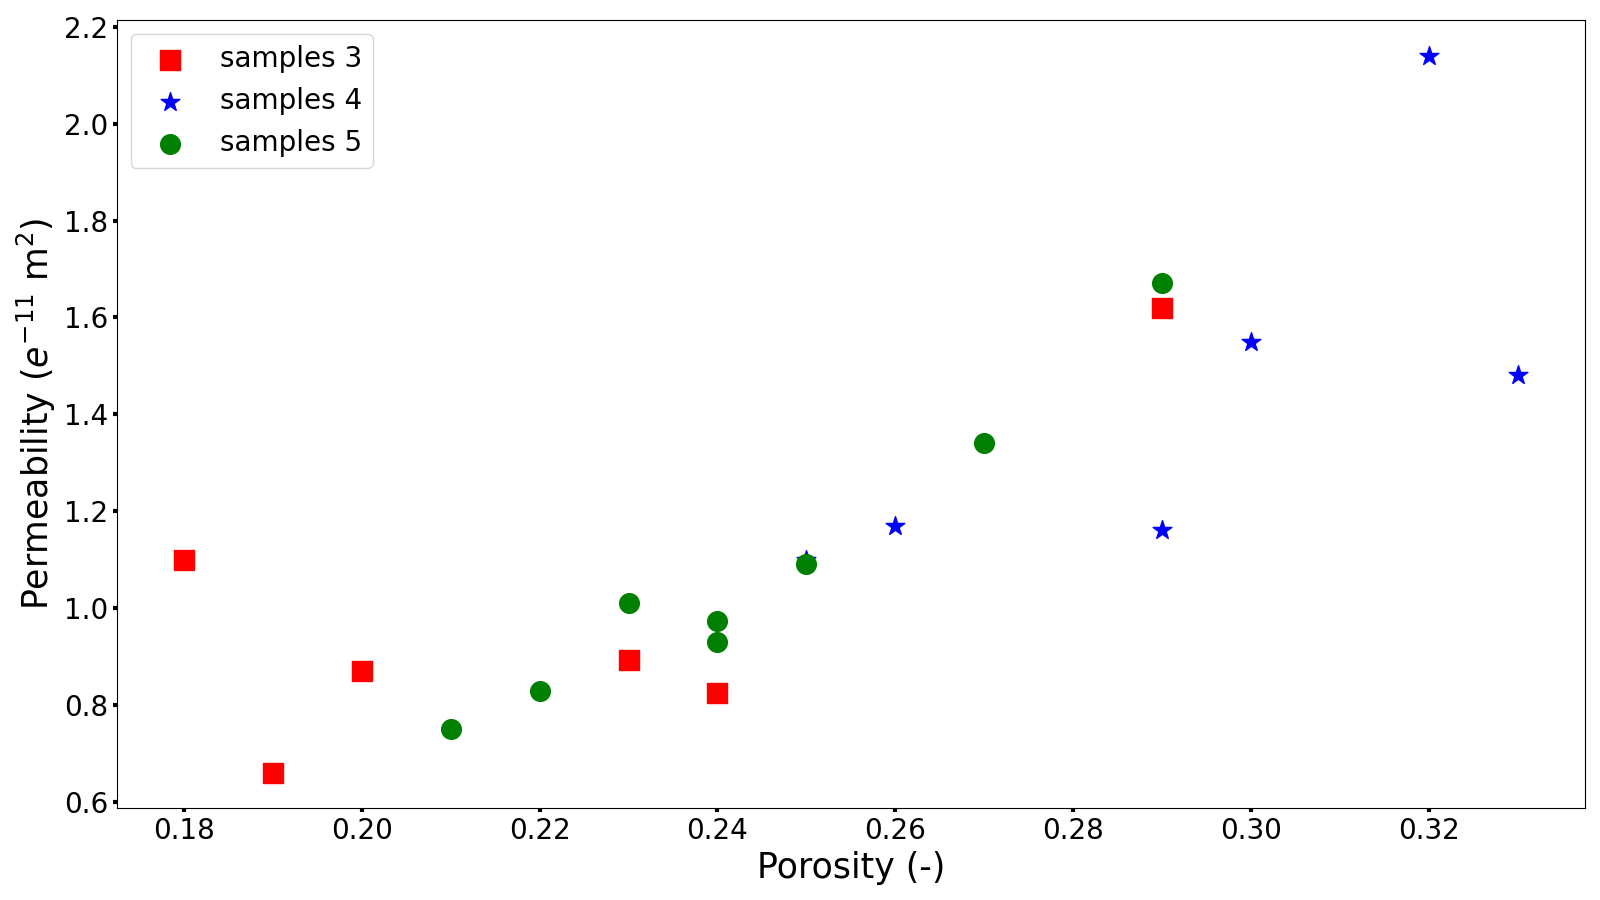 samples 3
samples 4
samples 5
Permeability (e⁻¹¹ m²)
2.2
2.0
1.8
1.6
1.4
1.2
1.0
0.8
0.6
0.18 0.20 0.22 0.24 0.26 0.28 0.30 0.32
Porosity (-)